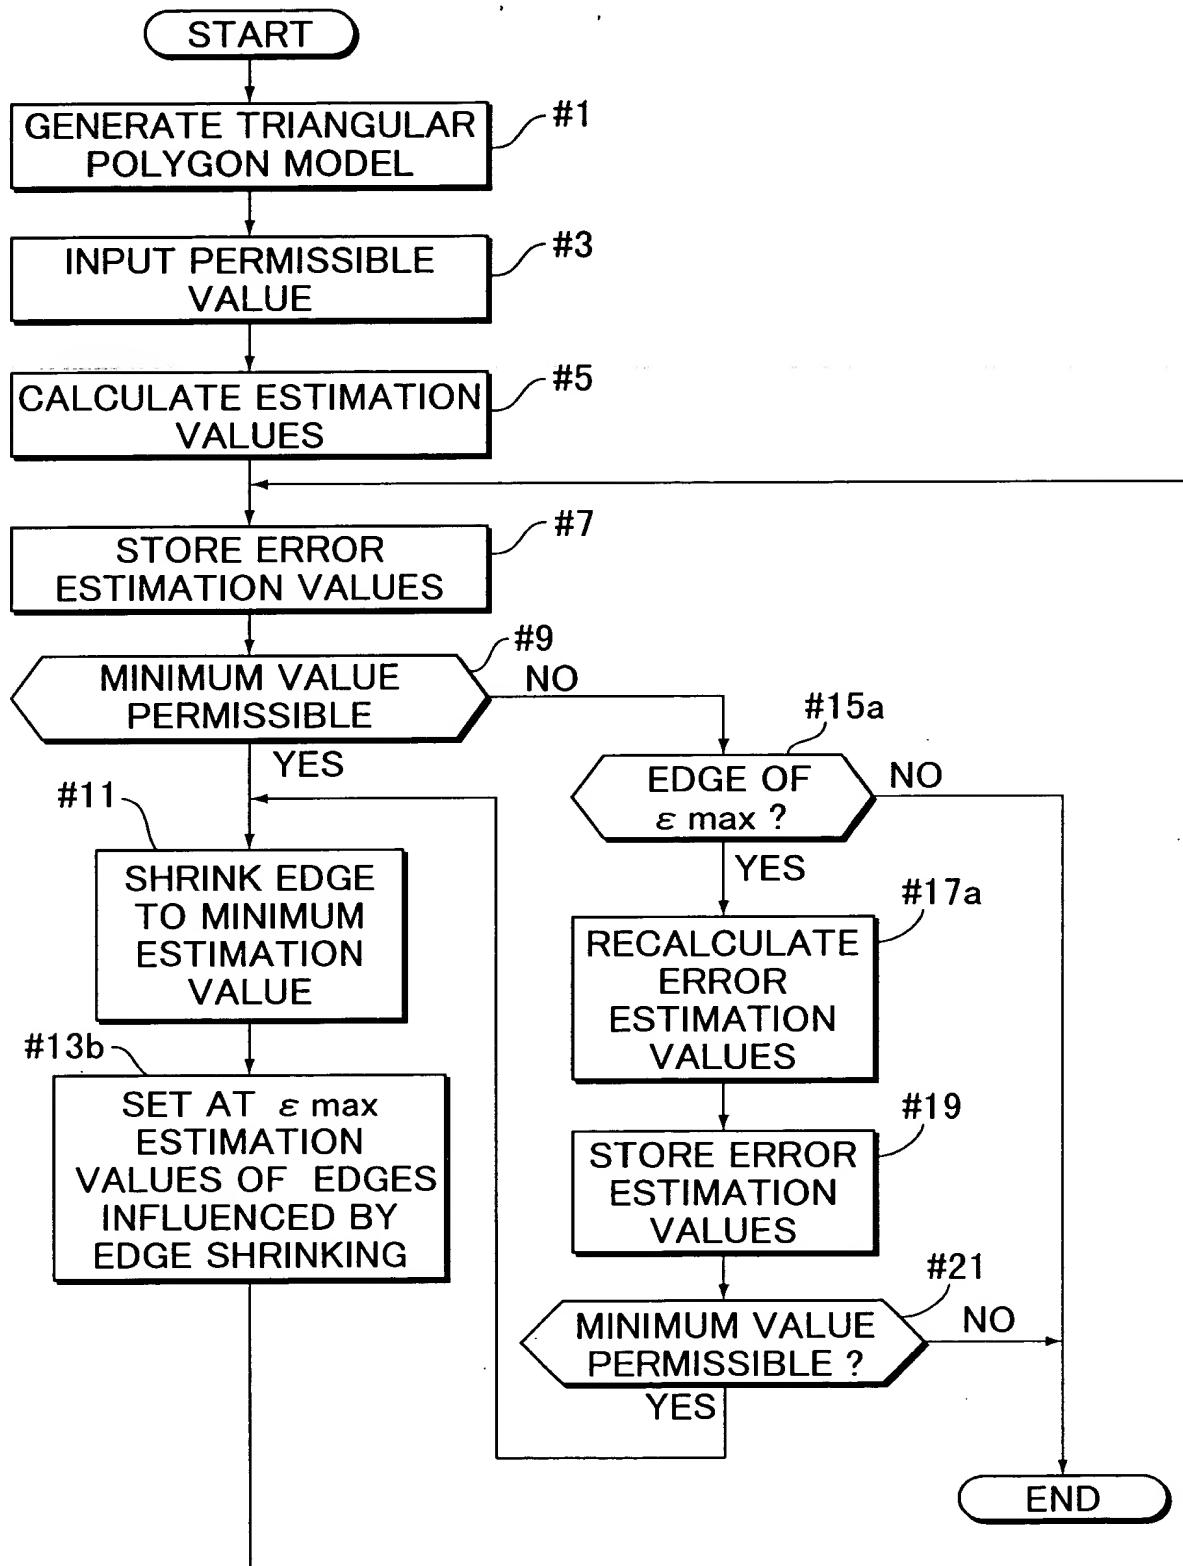 START
GENERATE TRIANGULAR
POLYGON MODEL
#1
INPUT PERMISSIBLE
VALUE
#3
CALCULATE ESTIMATION
VALUES
#5
STORE ERROR
ESTIMATION VALUES
#7
MINIMUM VALUE
PERMISSIBLE
#9
NO
YES
#11
SHRINK EDGE
TO MINIMUM
ESTIMATION
VALUE
#13b
SET AT ε max
ESTIMATION
VALUES OF EDGES
INFLUENCED BY
EDGE SHRINKING
#15a
EDGE OF
ε max ?
NO
YES
#17a
RECALCULATE
ERROR
ESTIMATION
VALUES
#19
STORE ERROR
ESTIMATION
VALUES
#21
MINIMUM VALUE
PERMISSIBLE ?
NO
YES
END